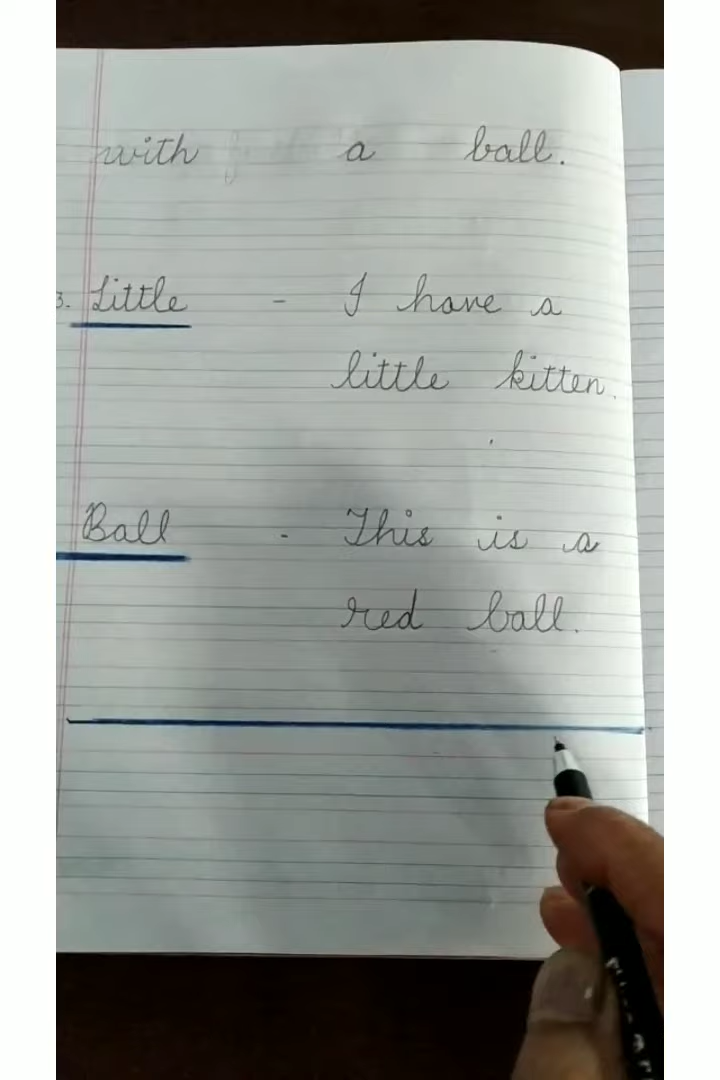 with a ball.
3. Little - I have a
little kitten.
Ball - This is a
red ball.